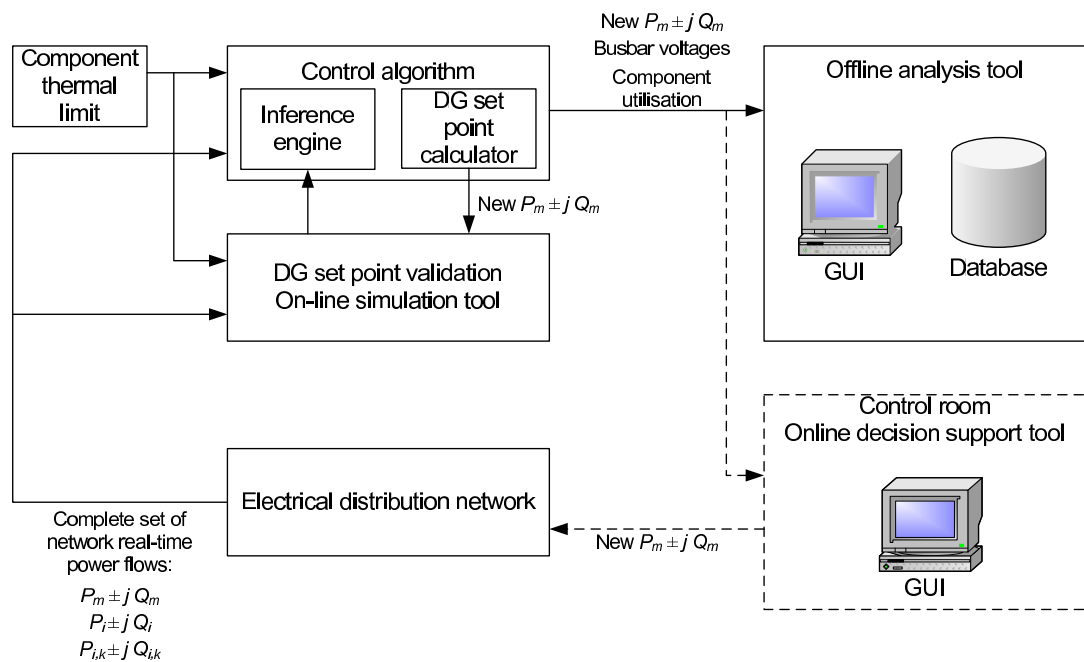 Component
thermal
limit
Control algorithm
Inference
engine
DG set
point
calculator
New Pₘ ± j Qₘ
DG set point validation
On-line simulation tool
New Pₘ ± j Qₘ
Busbar voltages
Component
utilisation
Offline analysis tool
GUI
Database
Control room
Online decision support tool
GUI
New Pₘ ± j Qₘ
Electrical distribution network
Complete set of
network real-time
power flows:
Pₘ ± j Qₘ
Pᵢ ± j Qᵢ
Pi,k ± j Qi,k